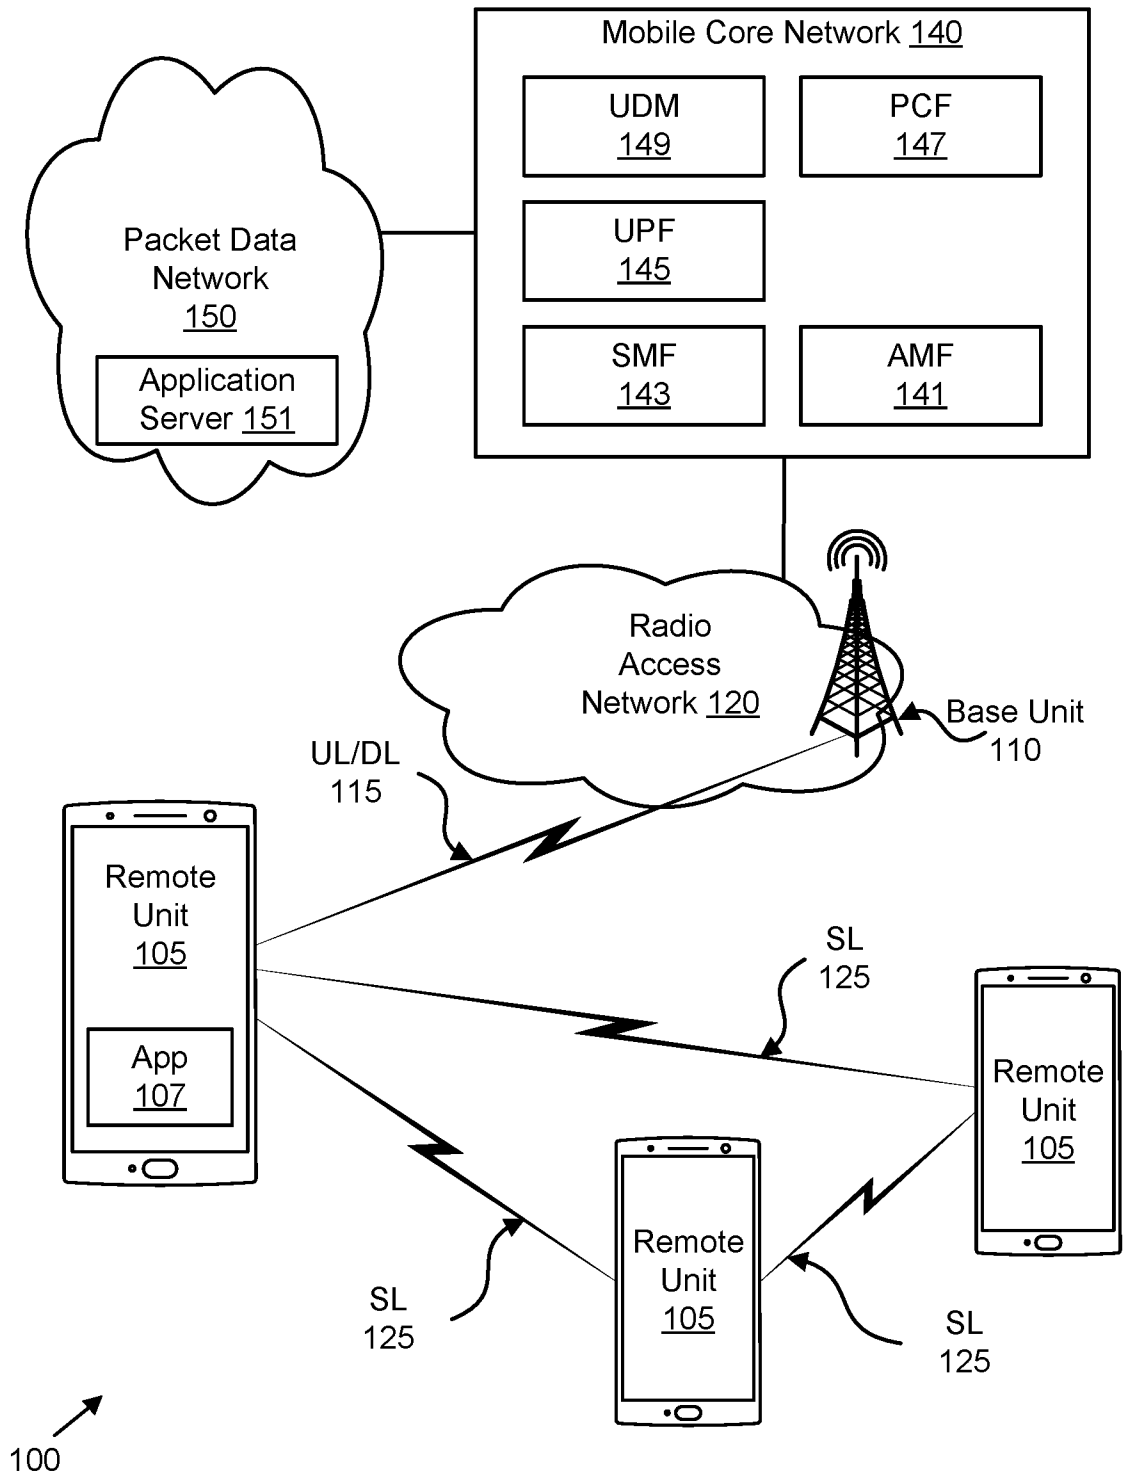 Mobile Core Network 140
UDM
149
PCF
147
UPF
145
SMF
143
AMF
141
Packet Data
Network
150
Application
Server 151
Radio
Access
Network 120
Base Unit
110
UL/DL
115
Remote
Unit
105
App
107
SL
125
Remote
Unit
105
Remote
Unit
105
SL
125
SL
125
100